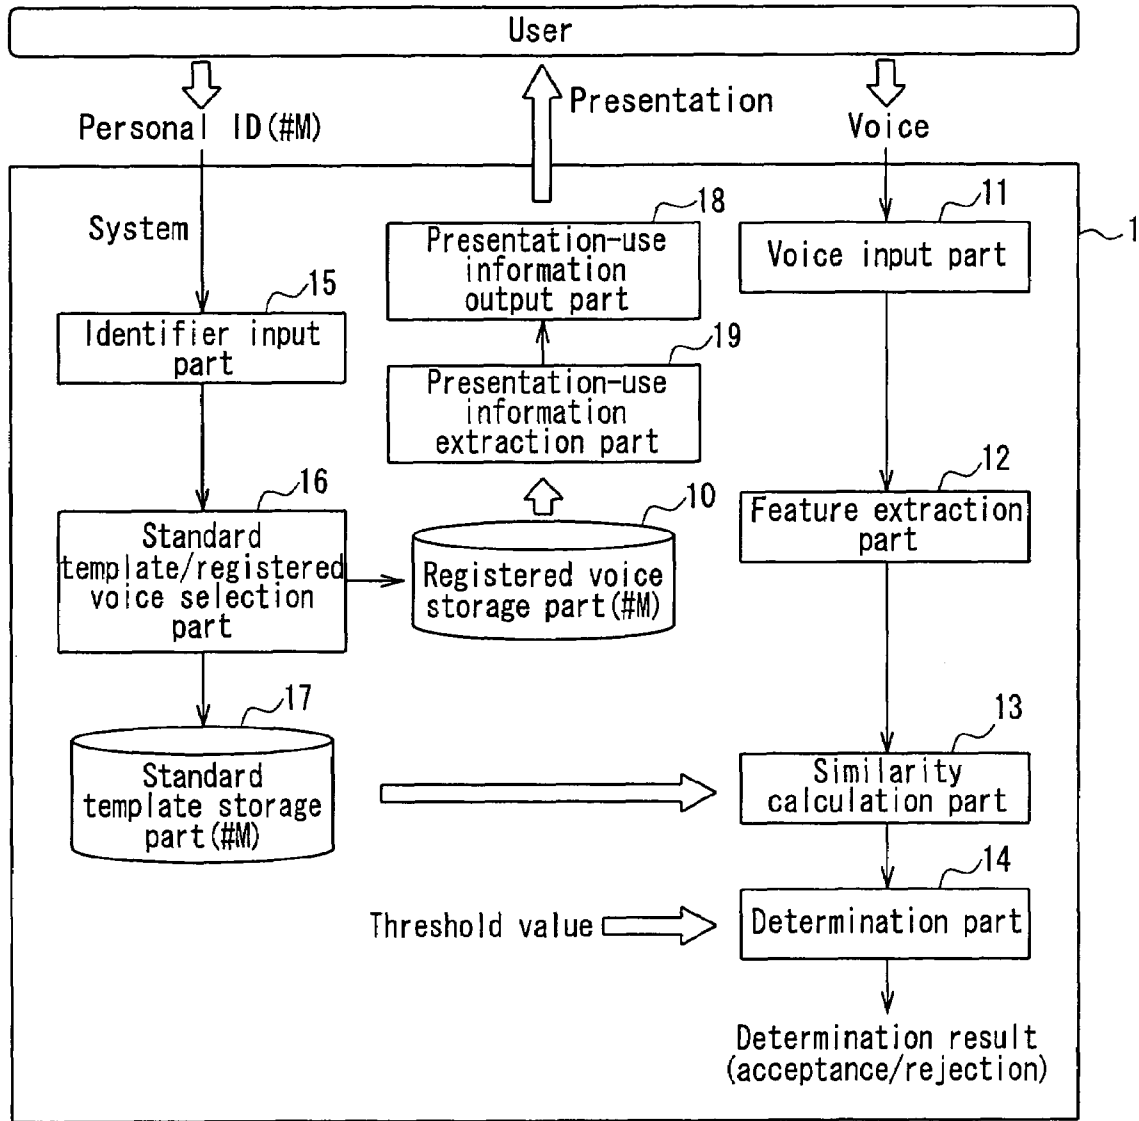 User
Personal ID(#M)
Presentation
Voice
System
18
Presentation-use
information
output part
11
Voice input part
1
15
Identifier input
part
19
Presentation-use
information
extraction part
16
Standard
template/registered
voice selection
part
10
Registered voice
storage part(#M)
12
Feature extraction
part
17
Standard
template storage
part(#M)
13
Similarity
calculation part
14
Threshold value
Determination part
Determination result
(acceptance/rejection)